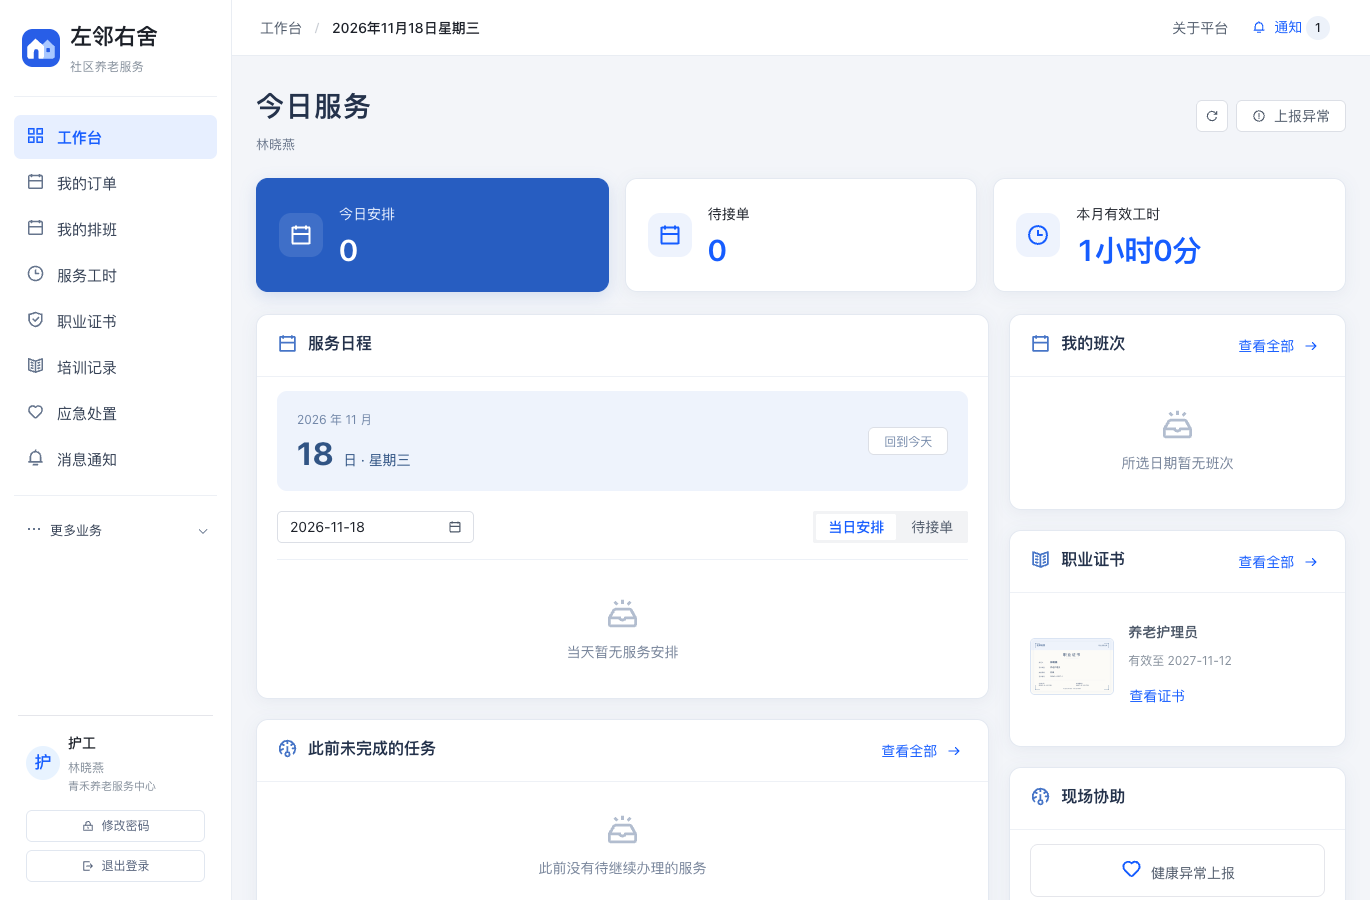 左邻右舍
社区养老服务
工作台
我的订单
我的排班
服务工时
职业证书
培训记录
应急处置
消息通知
更多业务
护
护工
林晓燕
青禾养老服务中心
修改密码
退出登录
工作台 / 2026年11月18日星期三
关于平台
通知 1
今日服务
林晓燕
上报异常
今日安排
0
待接单
0
本月有效工时
1小时0分
服务日程
2026 年 11 月
18 日 · 星期三
回到今天
2026-11-18
当日安排
待接单
当天暂无服务安排
此前未完成的任务
查看全部
此前没有待继续办理的服务
我的班次
查看全部
所选日期暂无班次
职业证书
查看全部
职业证书
养老护理员
有效至 2027-11-12
查看证书
现场协助
健康异常上报